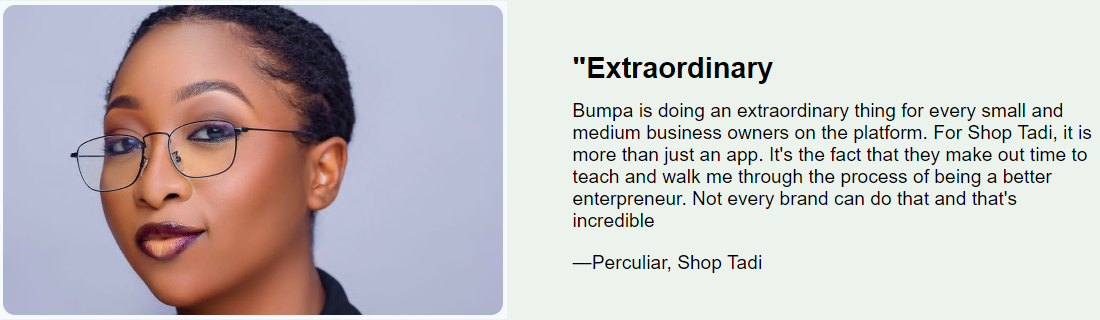 "Extraordinary
Bumpa is doing an extraordinary thing for every small and
medium business owners on the platform. For Shop Tadi, it is
more than just an app. It's the fact that they make out time to
teach and walk me through the process of being a better
enterpreneur. Not every brand can do that and that's
incredible
—Perculiar, Shop Tadi